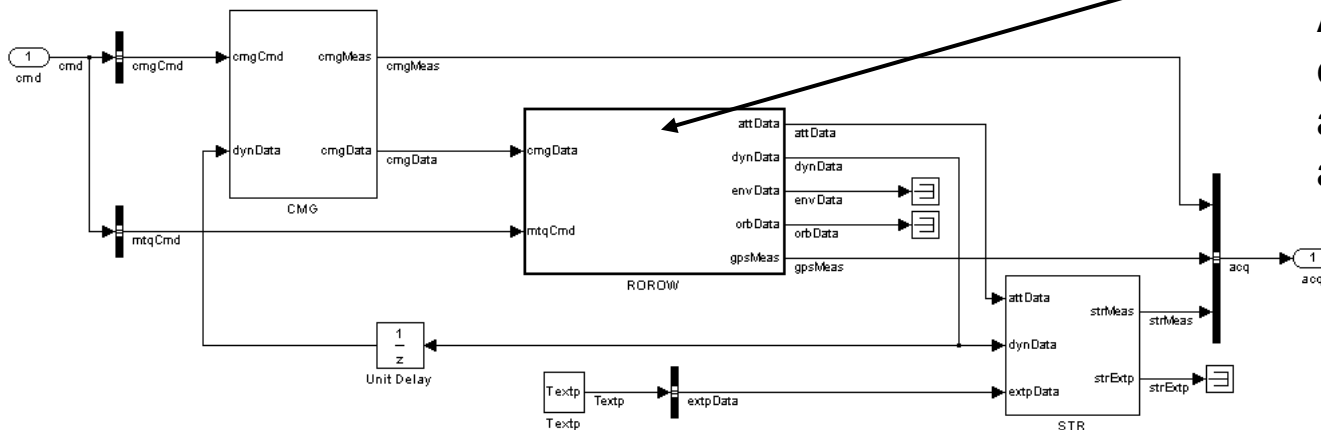 1
cmd
cmd
cmgCmd
mtqCmd
cmgCmd
cmgMeas
dynData
cmgData
CMG
cmgMeas
cmgData
cmgData
mtqCmd
attData
dynData
envData
orbData
gpsMeas
ROROW
attData
dynData
envData
orbData
gpsMeas
1
z
Unit Delay
Textp
Textp
Textp
extpData
attData
dynData
extpData
strMeas
strExtp
STR
strMeas
strExtp
acq
1
acq